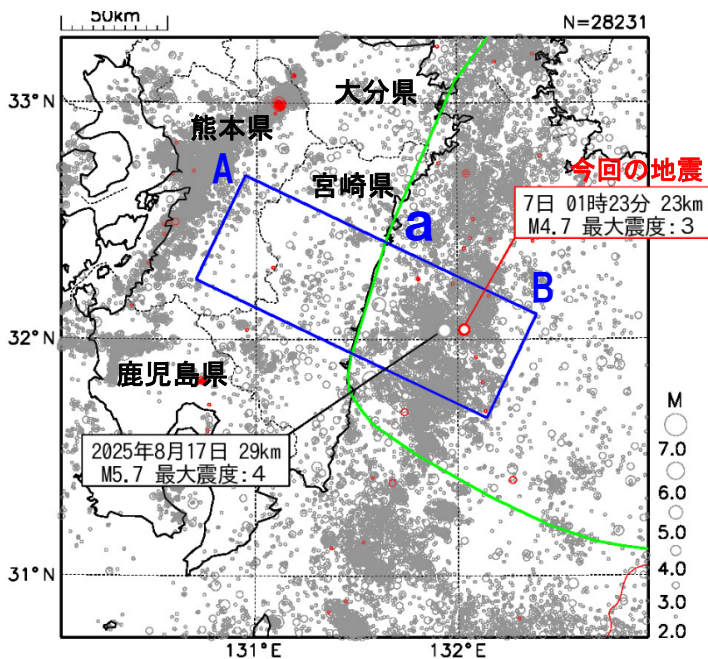 50km
N=28231
33°N
32°N
31°N
131°E
132°E
大分県
熊本県
宮崎県
鹿児島県
A
a
B
今回の地震
7日 01時23分 23km
M4.7 最大震度:3
2025年8月17日 29km
M5.7 最大震度:4
M
7.0
6.0
5.0
4.0
3.0
2.0